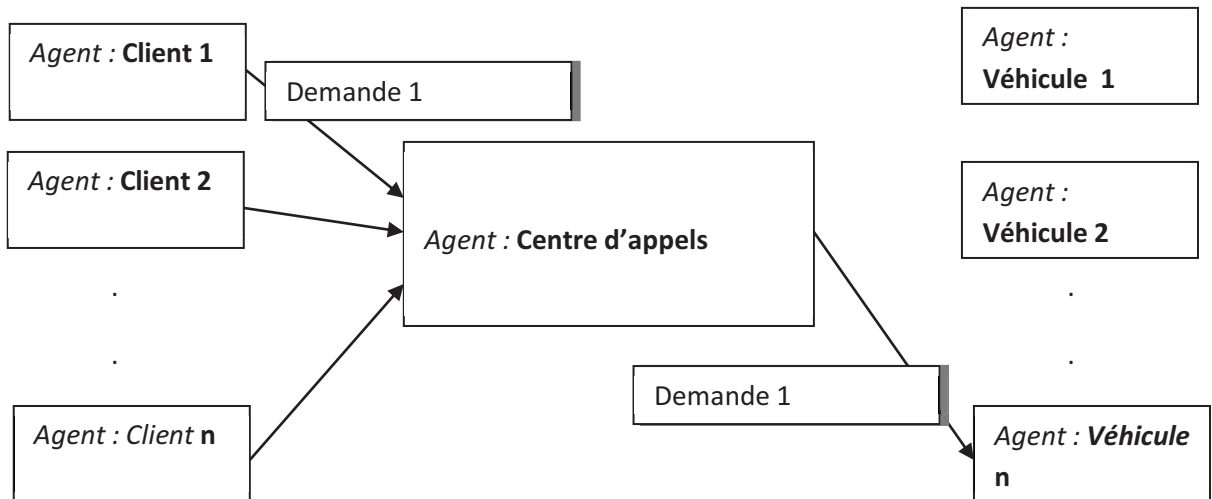 Agent : Client 1
Demande 1
Agent :
Véhicule 1
Agent : Client 2
Agent : Centre d’appels
Agent :
Véhicule 2
.
.
.
.
Demande 1
Agent : Client n
Agent : Véhicule
n